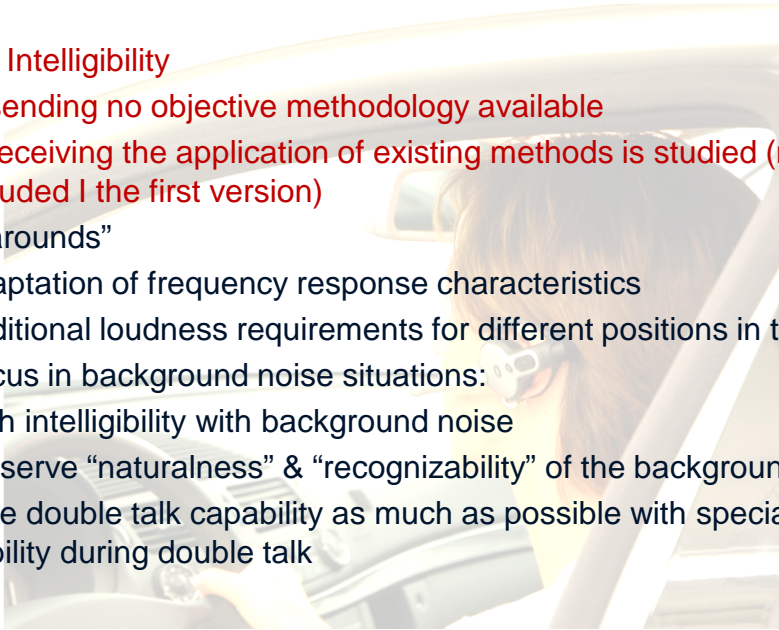 Intelligibility
sending no objective methodology available
eceiving the application of existing methods is studied (
uded I the first version)
arounds”
aptation of frequency response characteristics
ditional loudness requirements for different positions in t
cus in background noise situations:
h intelligibility with background noise
serve “naturalness” & “recognizability” of the backgroun
e double talk capability as much as possible with specia
bility during double talk